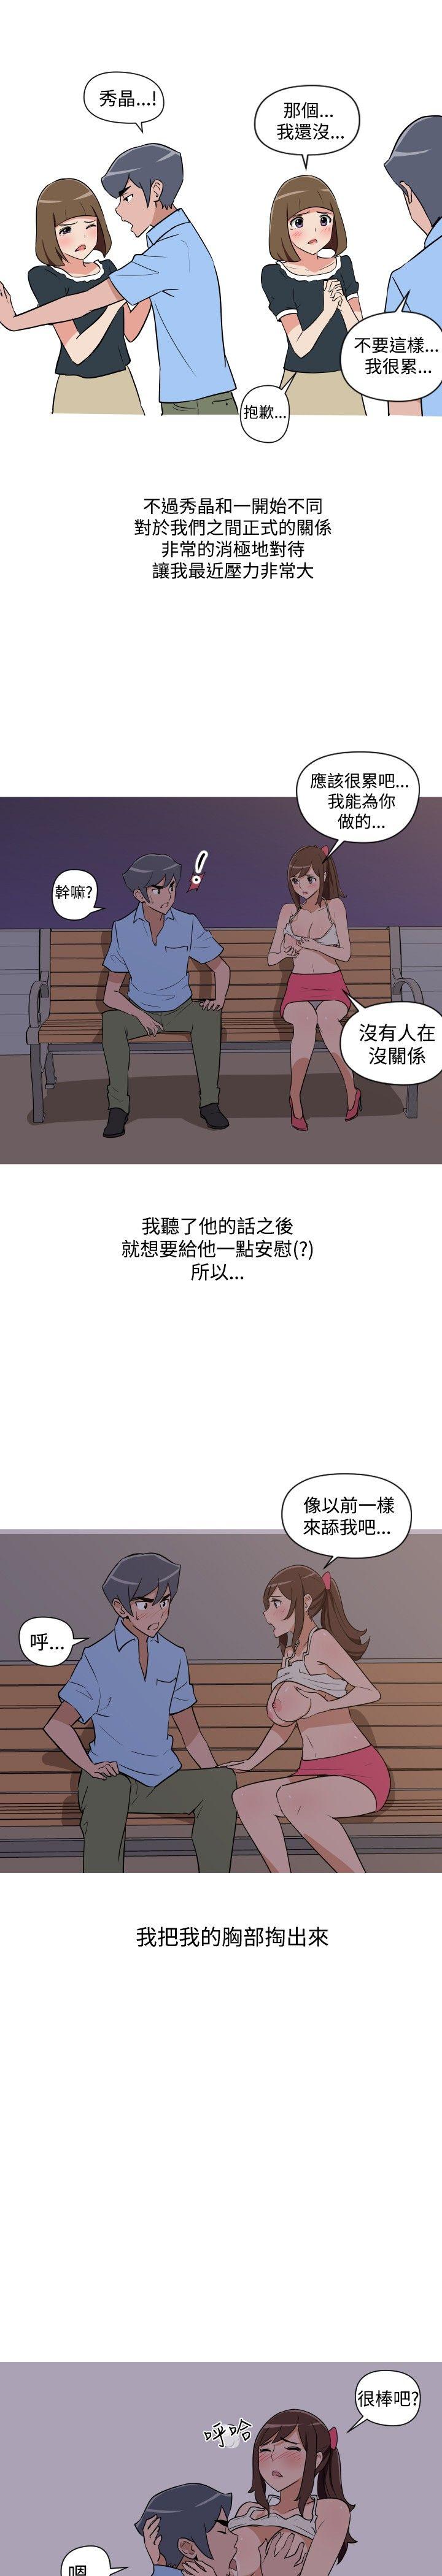 秀晶...!
那個...
我還沒...
不要這樣...
我很累...
抱歉...
不過秀晶和一開始不同
對於我們之間正式的關係
非常的消極地對待
讓我最近壓力非常大
應該很累吧...
我能為你
做的...
!
幹嘛?
沒有人在
沒關係
我聽了他的話之後
就想要給他一點安慰(?)
所以...
像以前一樣
來舔我吧...
呼...
我把我的胸部掏出來
很棒吧?
呼哈
嗯